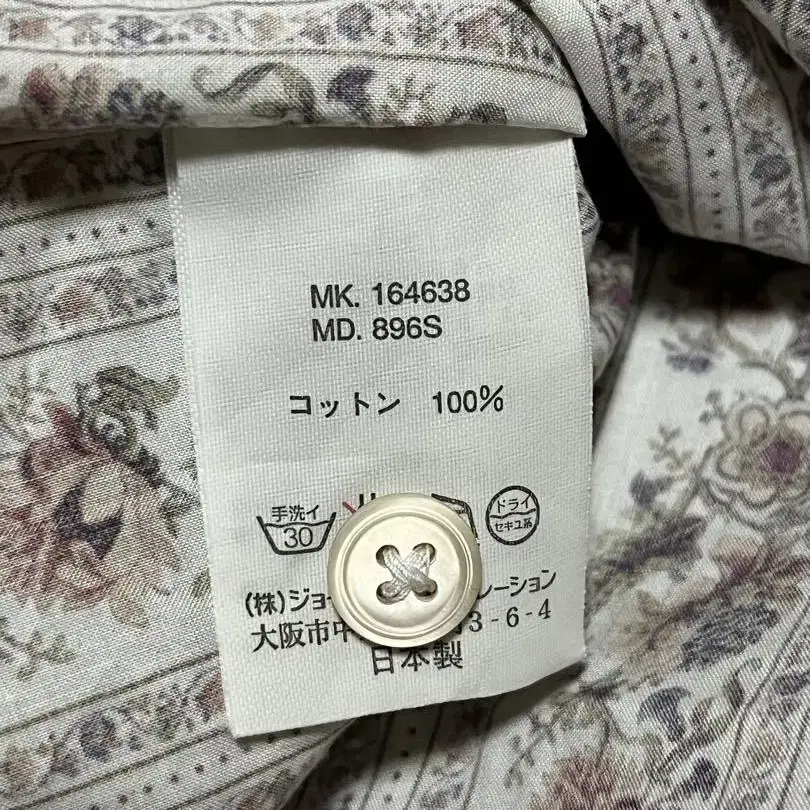 MK. 164638
MD. 896S
コットン 100%
手洗イ ドライ
30 セキユ系
(株)ジョー レーション
大阪市中 3-6-4
日本製